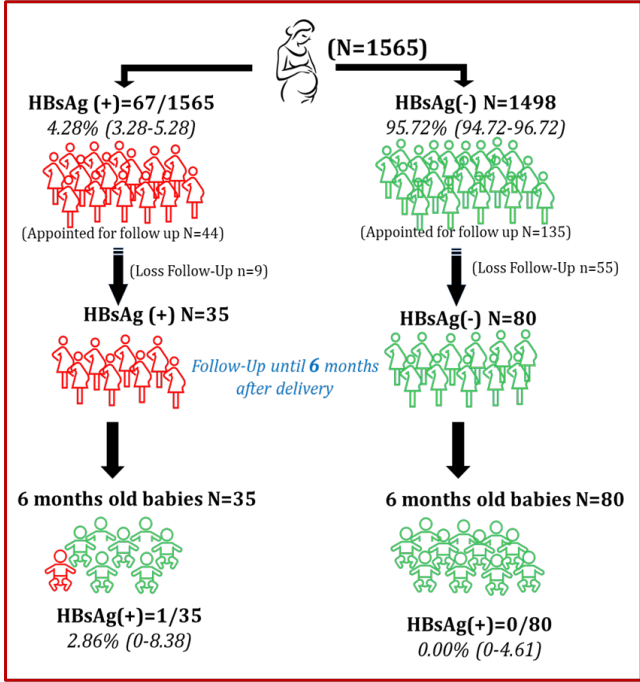 (N=1565)
HBsAg (+)=67/1565
4.28% (3.28-5.28)
HBsAg(-) N=1498
95.72% (94.72-96.72)
(Appointed for follow up N=44)
(Appointed for follow up N=135)
(Loss Follow-Up n=9)
(Loss Follow-Up n=55)
HBsAg (+) N=35
HBsAg(-) N=80
Follow-Up until 6 months
after delivery
6 months old babies N=35
6 months old babies N=80
HBsAg(+)=1/35
2.86% (0-8.38)
HBsAg(+)=0/80
0.00% (0-4.61)